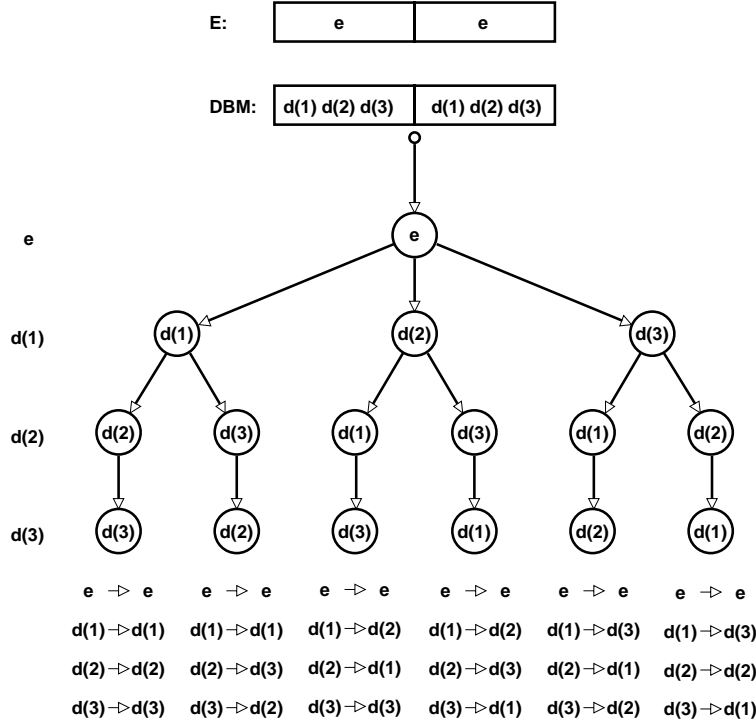 E: e e
DBM: d(1) d(2) d(3) d(1) d(2) d(3)
e e
d(1) d(1) d(2) d(3)
d(2) d(2) d(3) d(1) d(3) d(1) d(2)
d(3) d(3) d(2) d(3) d(1) d(2) d(1)
e → e e → e e → e e → e e → e e → e
d(1) → d(1) d(1) → d(1) d(1) → d(2) d(1) → d(2) d(1) → d(3) d(1) → d(3)
d(2) → d(2) d(2) → d(3) d(2) → d(1) d(2) → d(3) d(2) → d(1) d(2) → d(2)
d(3) → d(3) d(3) → d(2) d(3) → d(3) d(3) → d(1) d(3) → d(2) d(3) → d(1)